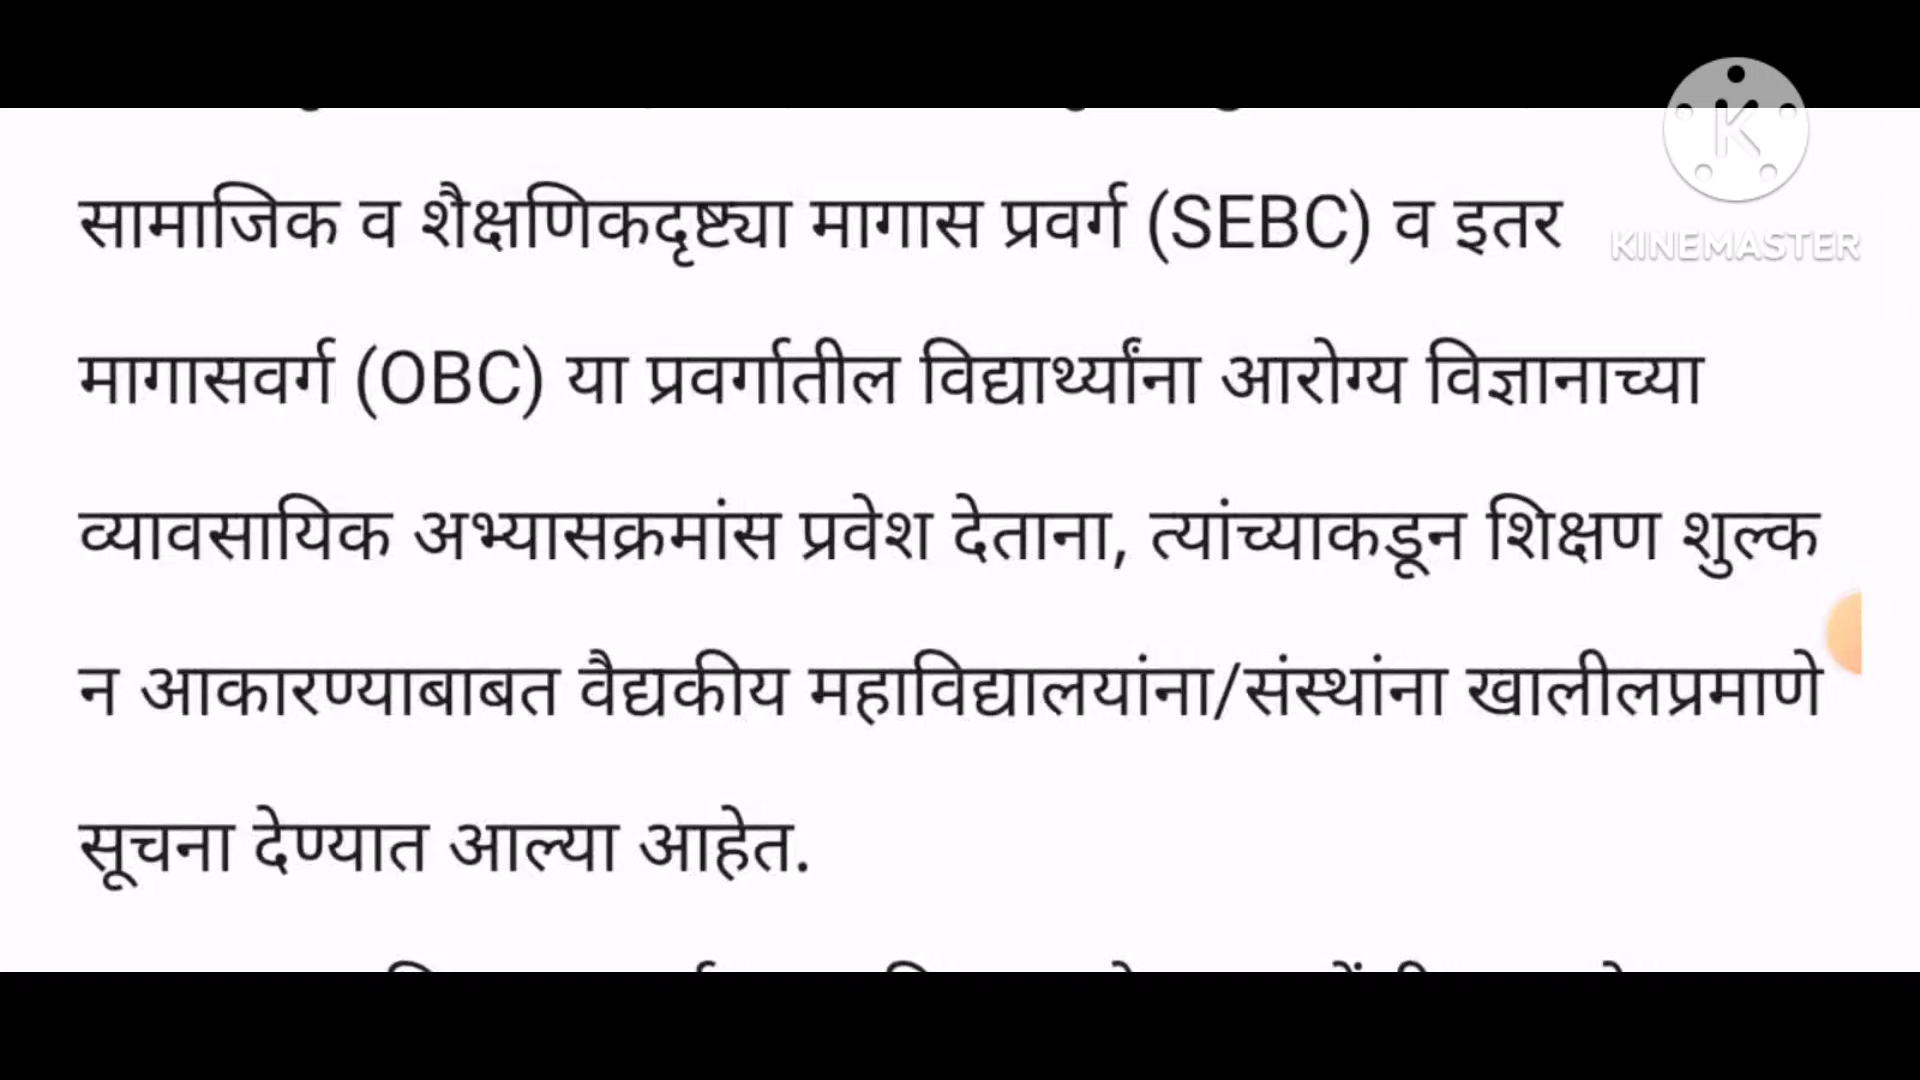 सामाजिक व शैक्षणिकदृष्ट्या मागास प्रवर्ग (SEBC) व इतर
K
KINEMASTER
मागासवर्ग (OBC) या प्रवर्गातील विद्यार्थ्यांना आरोग्य विज्ञानाच्या
व्यावसायिक अभ्यासक्रमांस प्रवेश देताना, त्यांच्याकडून शिक्षण शुल्क
न आकारण्याबाबत वैद्यकीय महाविद्यालयांना/संस्थांना खालीलप्रमाणे
सूचना देण्यात आल्या आहेत.